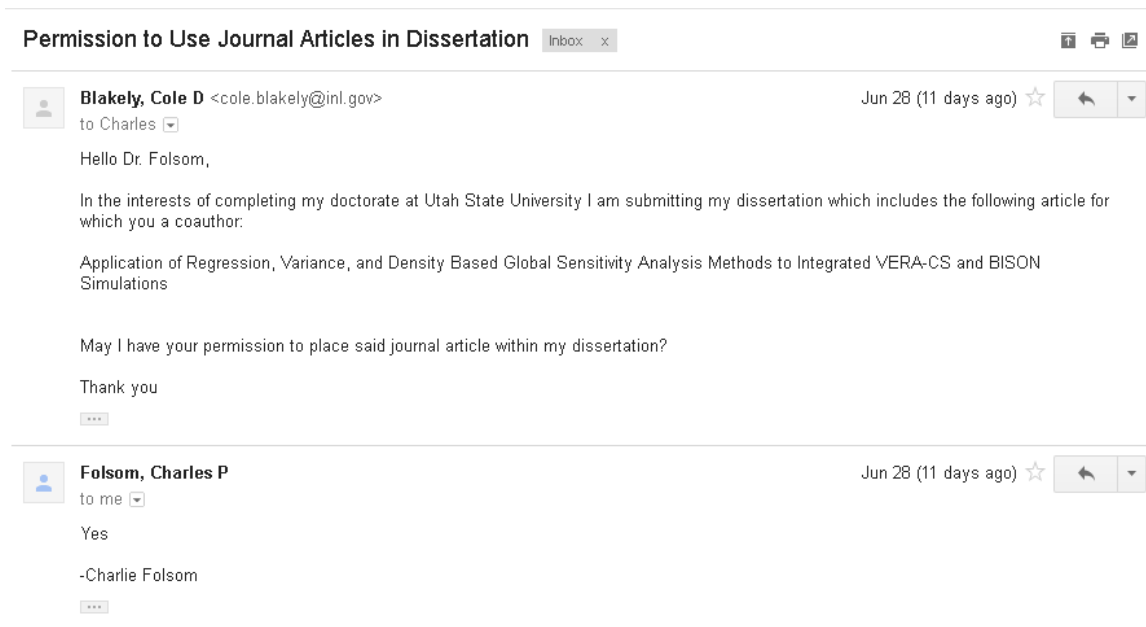 Permission to Use Journal Articles in Dissertation Inbox x
Blakely, Cole D <cole.blakely@inl.gov> Jun 28 (11 days ago)
to Charles
Hello Dr. Folsom,
In the interests of completing my doctorate at Utah State University I am submitting my dissertation which includes the following article for
which you a coauthor:
Application of Regression, Variance, and Density Based Global Sensitivity Analysis Methods to Integrated VERA-CS and BISON
Simulations
May I have your permission to place said journal article within my dissertation?
Thank you
...
Folsom, Charles P Jun 28 (11 days ago)
to me
Yes
-Charlie Folsom
...